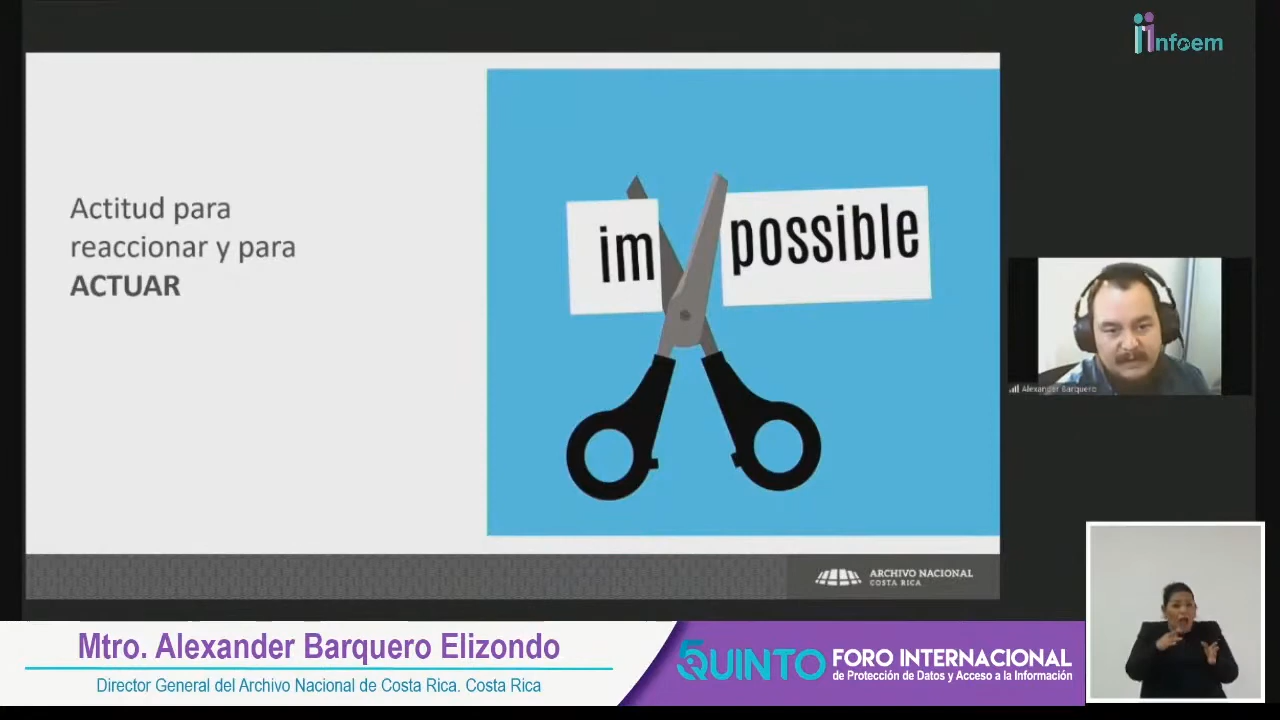 infoem
Actitud para
reaccionar y para
ACTUAR
im possible
Alexander Barquero
ARCHIVO NACIONAL
COSTA RICA
Mtro. Alexander Barquero Elizondo
Director General del Archivo Nacional de Costa Rica. Costa Rica
5 QUINTO
FORO INTERNACIONAL
de Protección de Datos y Acceso a la Información